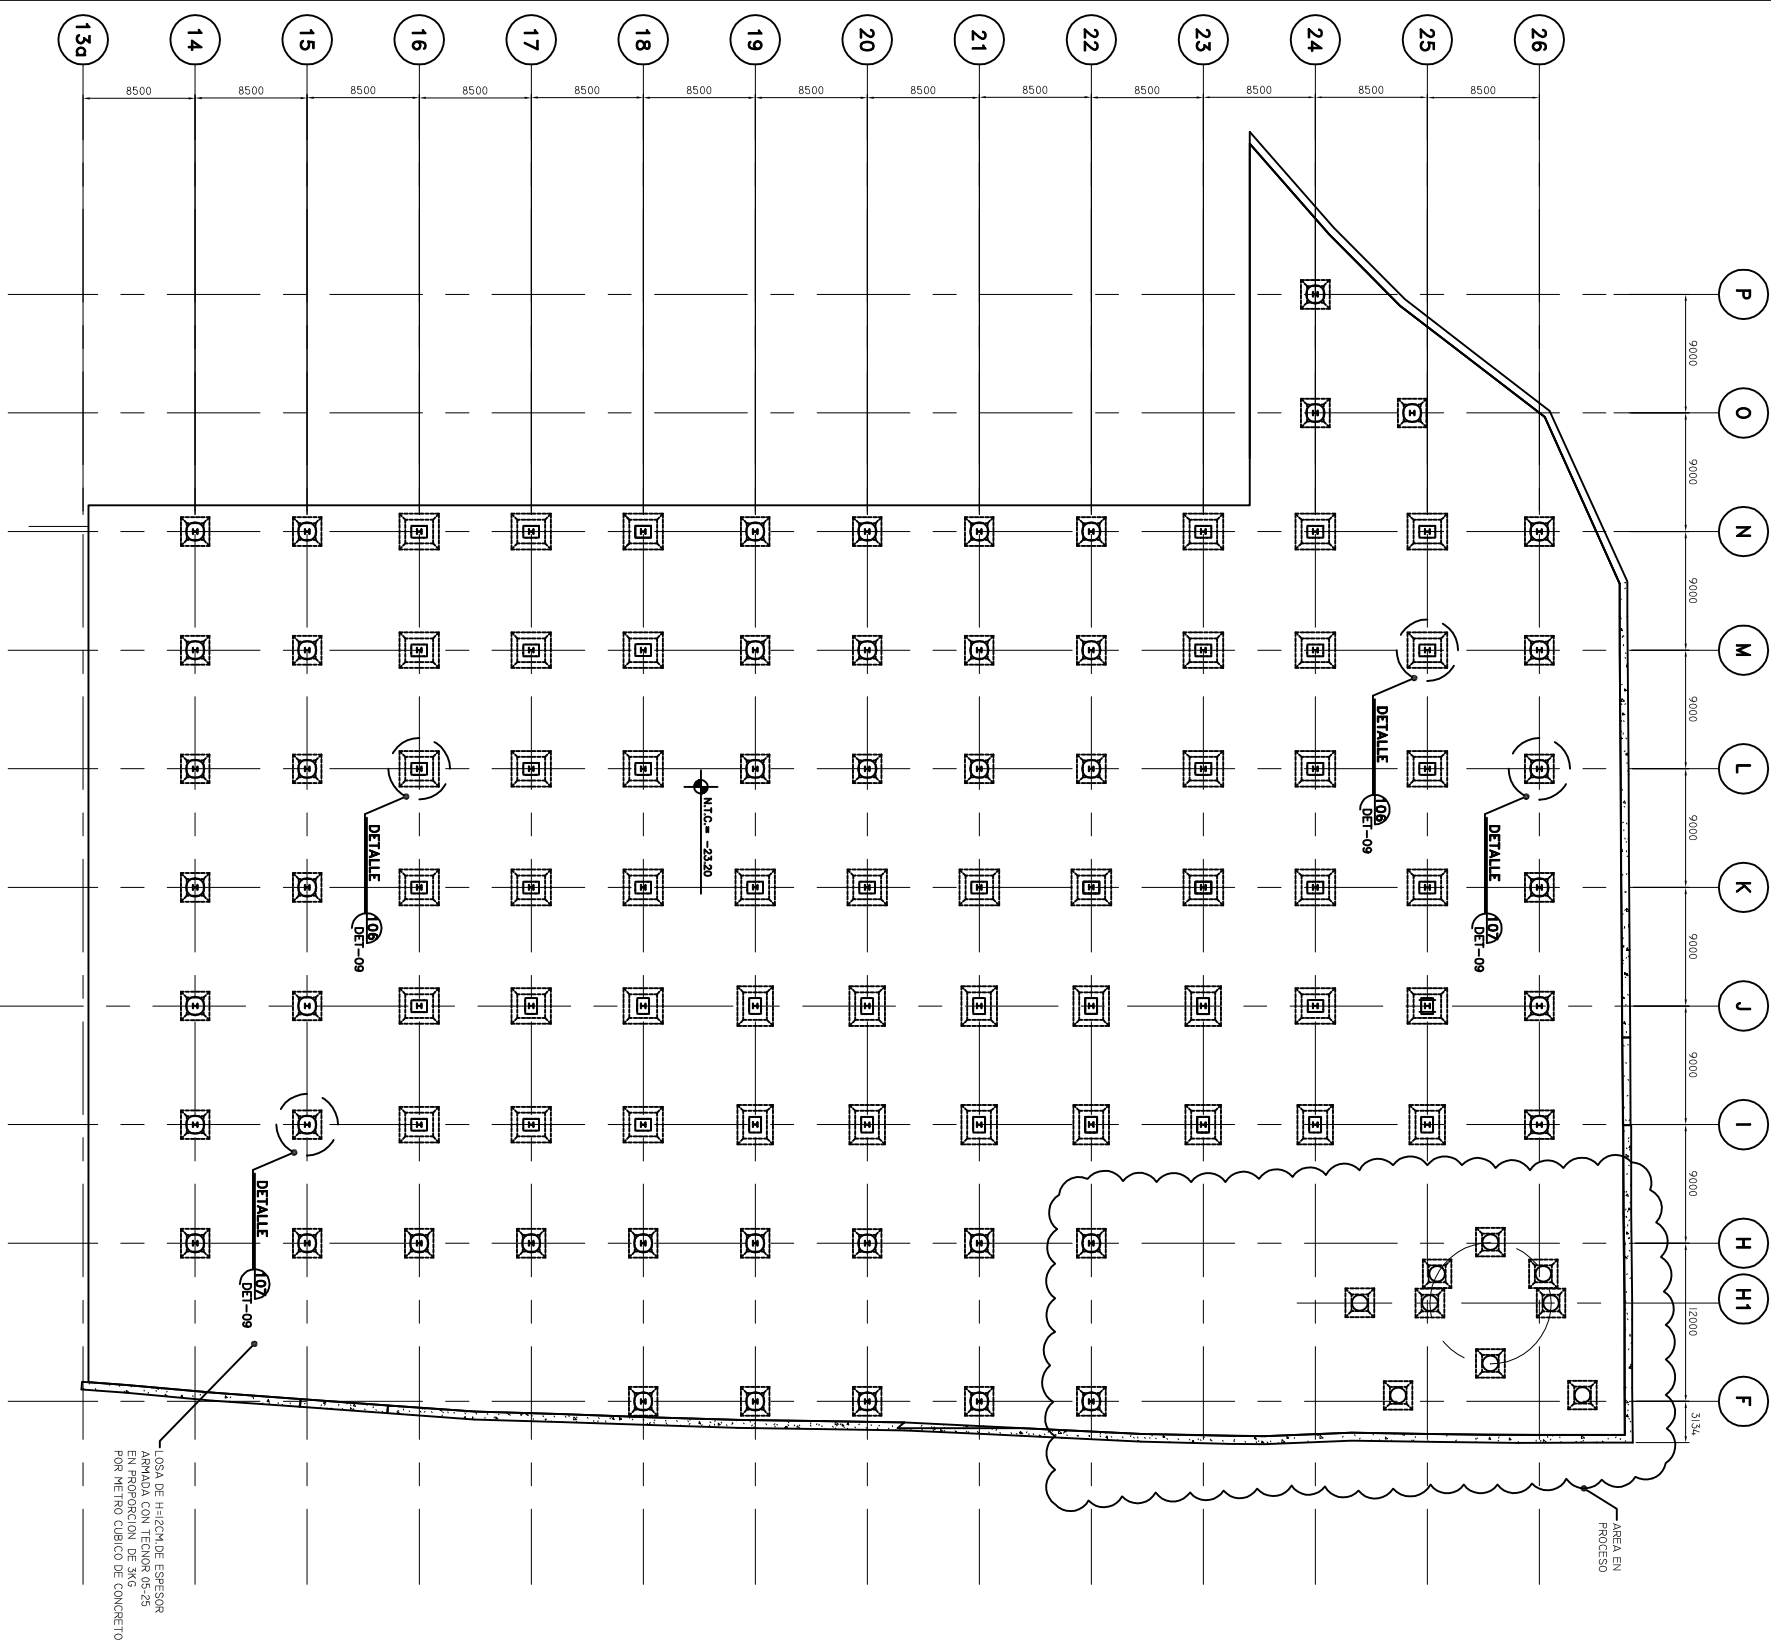 13a
14
15
16
17
18
19
20
21
22
23
24
25
26
8500
8500
8500
8500
8500
8500
8500
8500
8500
8500
8500
8500
8500
P
9000
O
9000
N
9000
M
9000
L
9000
K
9000
J
9000
I
9000
H
H1
12000
F
3134
DETALLE
106
DET-09
DETALLE
107
DET-09
DETALLE
106
DET-09
DETALLE
107
DET-09
N.T.C.= -23.20
LOSA DE H=12CM.DE ESPESOR
ARMADA CON TECNOR 05-25
EN PROPORCION DE 3KG
POR METRO CUBICO DE CONCRETO
AREA EN
PROCESO